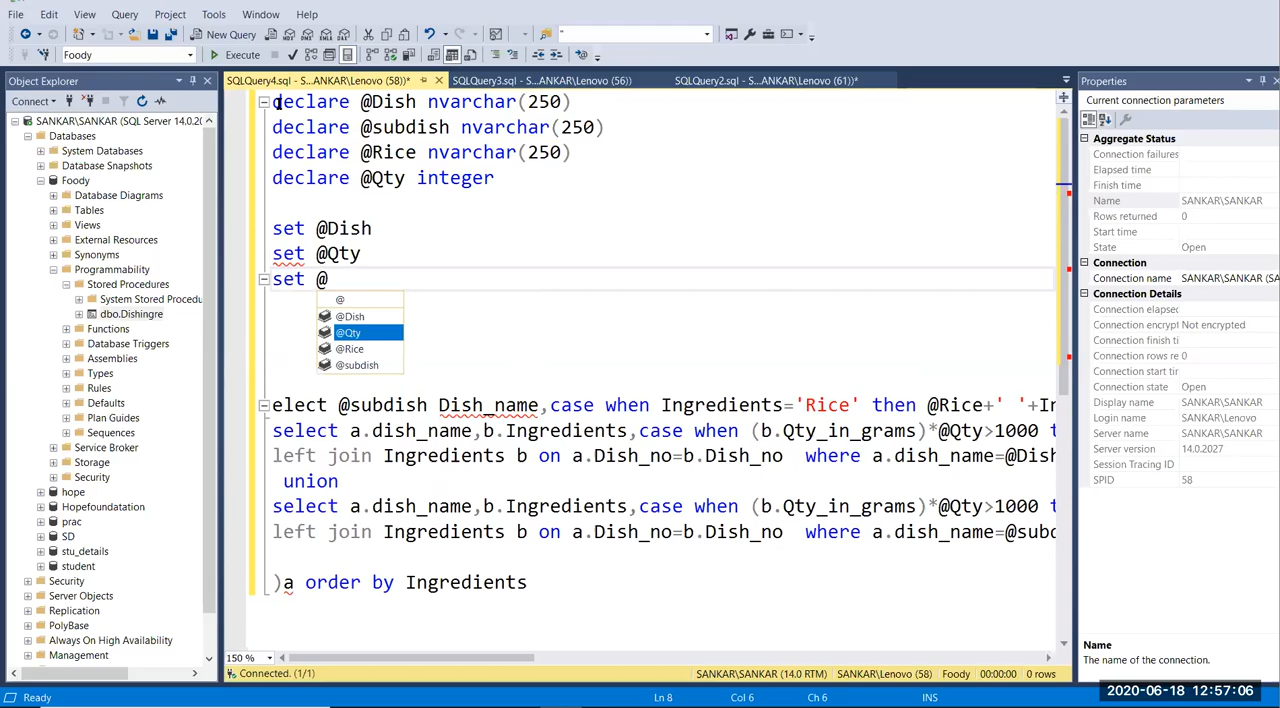 File Edit View Query Project Tools Window Help
New Query
Foody Execute
Object Explorer
Connect
SANKAR\SANKAR (SQL Server 14.0.20
Databases
System Databases
Database Snapshots
Foody
Database Diagrams
Tables
Views
External Resources
Synonyms
Programmability
Stored Procedures
System Stored Procedu
dbo.Dishingre
Functions
Database Triggers
Assemblies
Types
Rules
Defaults
Plan Guides
Sequences
Service Broker
Storage
Security
hope
Hopefoundation
prac
SD
stu_details
student
Security
Server Objects
Replication
PolyBase
Always On High Availability
Management
SQLQuery4.sql - S...ANKAR\Lenovo (58))* SQLQuery3.sql - S...ANKAR\Lenovo (56)) SQLQuery2.sql - S...ANKAR\Lenovo (61))*
declare @Dish nvarchar(250)
declare @subdish nvarchar(250)
declare @Rice nvarchar(250)
declare @Qty integer
set @Dish
set @Qty
set @
@
@Dish
@Qty
@Rice
@subdish
elect @subdish Dish_name,case when Ingredients='Rice' then @Rice+' '+In
select a.dish_name,b.Ingredients,case when (b.Qty_in_grams)*@Qty>1000 t
left join Ingredients b on a.Dish_no=b.Dish_no where a.dish_name=@Dish
union
select a.dish_name,b.Ingredients,case when (b.Qty_in_grams)*@Qty>1000 t
left join Ingredients b on a.Dish_no=b.Dish_no where a.dish_name=@subd
)a order by Ingredients
150 %
Connected. (1/1) SANKAR\SANKAR (14.0 RTM) SANKAR\Lenovo (58) Foody 00:00:00 0 rows
Properties
Current connection parameters
Aggregate Status
Connection failures
Elapsed time
Finish time
Name SANKAR\SANKAR
Rows returned 0
Start time
State Open
Connection
Connection name SANKAR\SANKAR (SA
Connection Details
Connection elapsed
Connection encrypt Not encrypted
Connection finish ti
Connection rows re 0
Connection start tir
Connection state Open
Display name SANKAR\SANKAR
Login name SANKAR\Lenovo
Server name SANKAR\SANKAR
Server version 14.0.2027
Session Tracing ID
SPID 58
Name
The name of the connection.
Ready Ln 8 Col 6 Ch 6 INS
2020-06-18 12:57:06